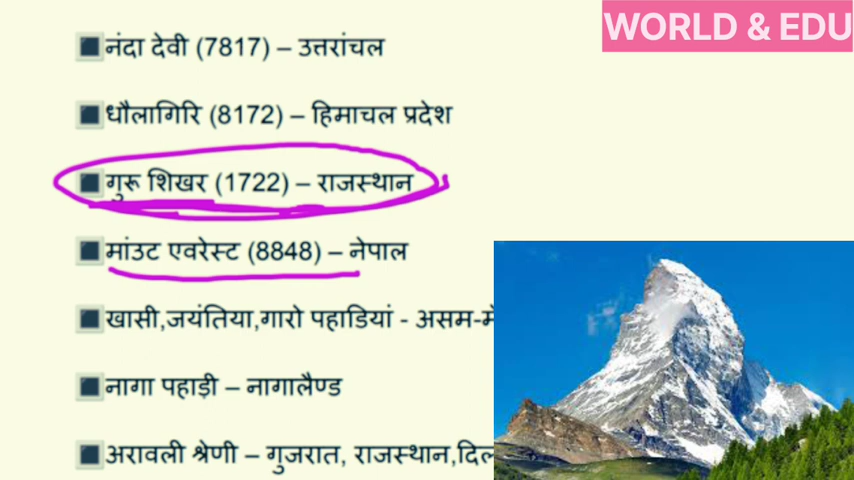 WORLD & EDU
नंदा देवी (7817) – उत्तरांचल
धौलागिरि (8172) – हिमाचल प्रदेश
गुरू शिखर (1722) – राजस्थान
मांउट एवरेस्ट (8848) – नेपाल
खासी,जयंतिया,गारो पहाडियां - असम-मे
नागा पहाड़ी – नागालैण्ड
अरावली श्रेणी – गुजरात, राजस्थान,दिल